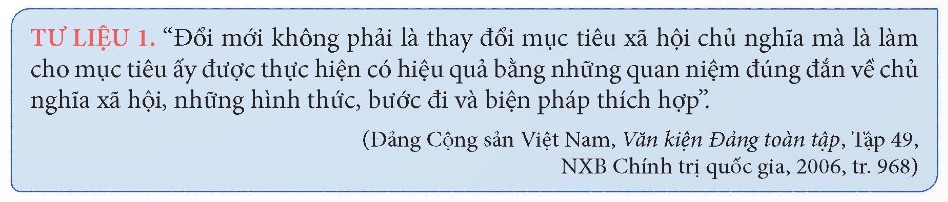 TƯ LIỆU 1. “Đổi mới không phải là thay đổi mục tiêu xã hội chủ nghĩa mà là làm
cho mục tiêu ấy được thực hiện có hiệu quả bằng những quan niệm đúng đắn về chủ
nghĩa xã hội, những hình thức, bước đi và biện pháp thích hợp”.
(Đảng Cộng sản Việt Nam, Văn kiện Đảng toàn tập, Tập 49,
NXB Chính trị quốc gia, 2006, tr. 968)